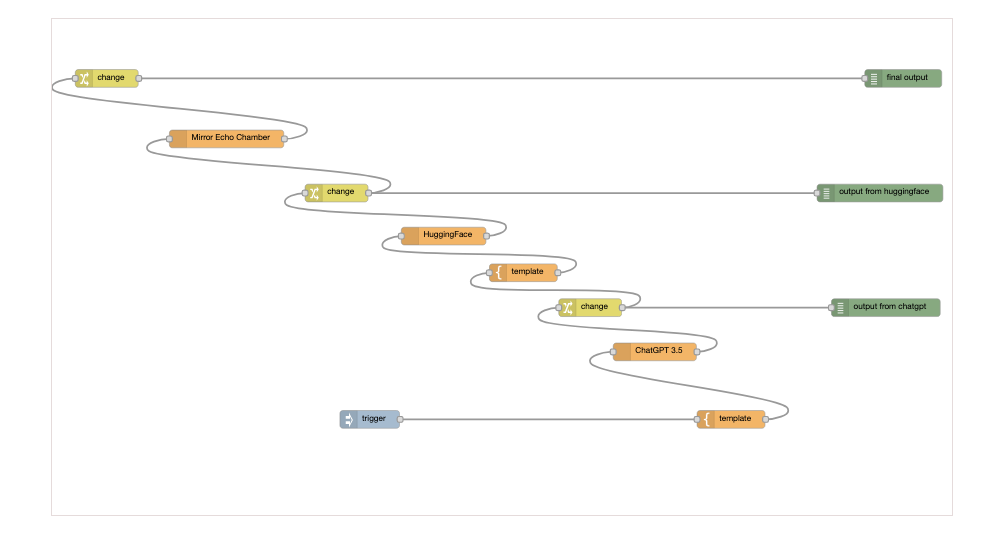 change
final output
Mirror Echo Chamber
change
output from huggingface
HuggingFace
template
change
output from chatgpt
ChatGPT 3.5
trigger
template